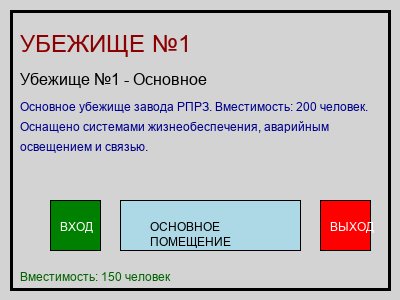 УБЕЖИЩЕ №1
Убежище №1 - Основное
Основное убежище завода РПРЗ. Вместимость: 200 человек.
Оснащено системами жизнеобеспечения, аварийным
освещением и связью.
ВХОД
ОСНОВНОЕ
ПОМЕЩЕНИЕ
ВЫХОД
Вместимость: 150 человек